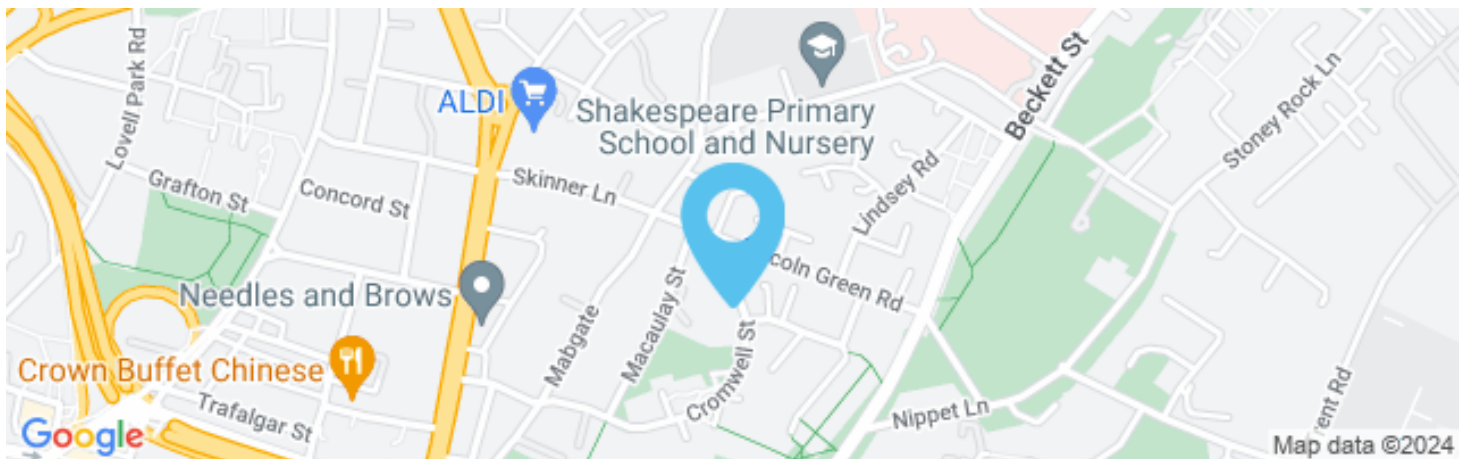 Lovell Park Rd
ALDI
Shakespeare Primary
School and Nursery
Beckett St
Stoney Rock Ln
Grafton St
Concord St
Skinner Ln
Lindsey Rd
coln Green Rd
Needles and Brows
Mabgate
Macaulay St
Cromwell St
Crown Buffet Chinese
Trafalgar St
Nippet Ln
ent Rd
Google
Map data ©2024